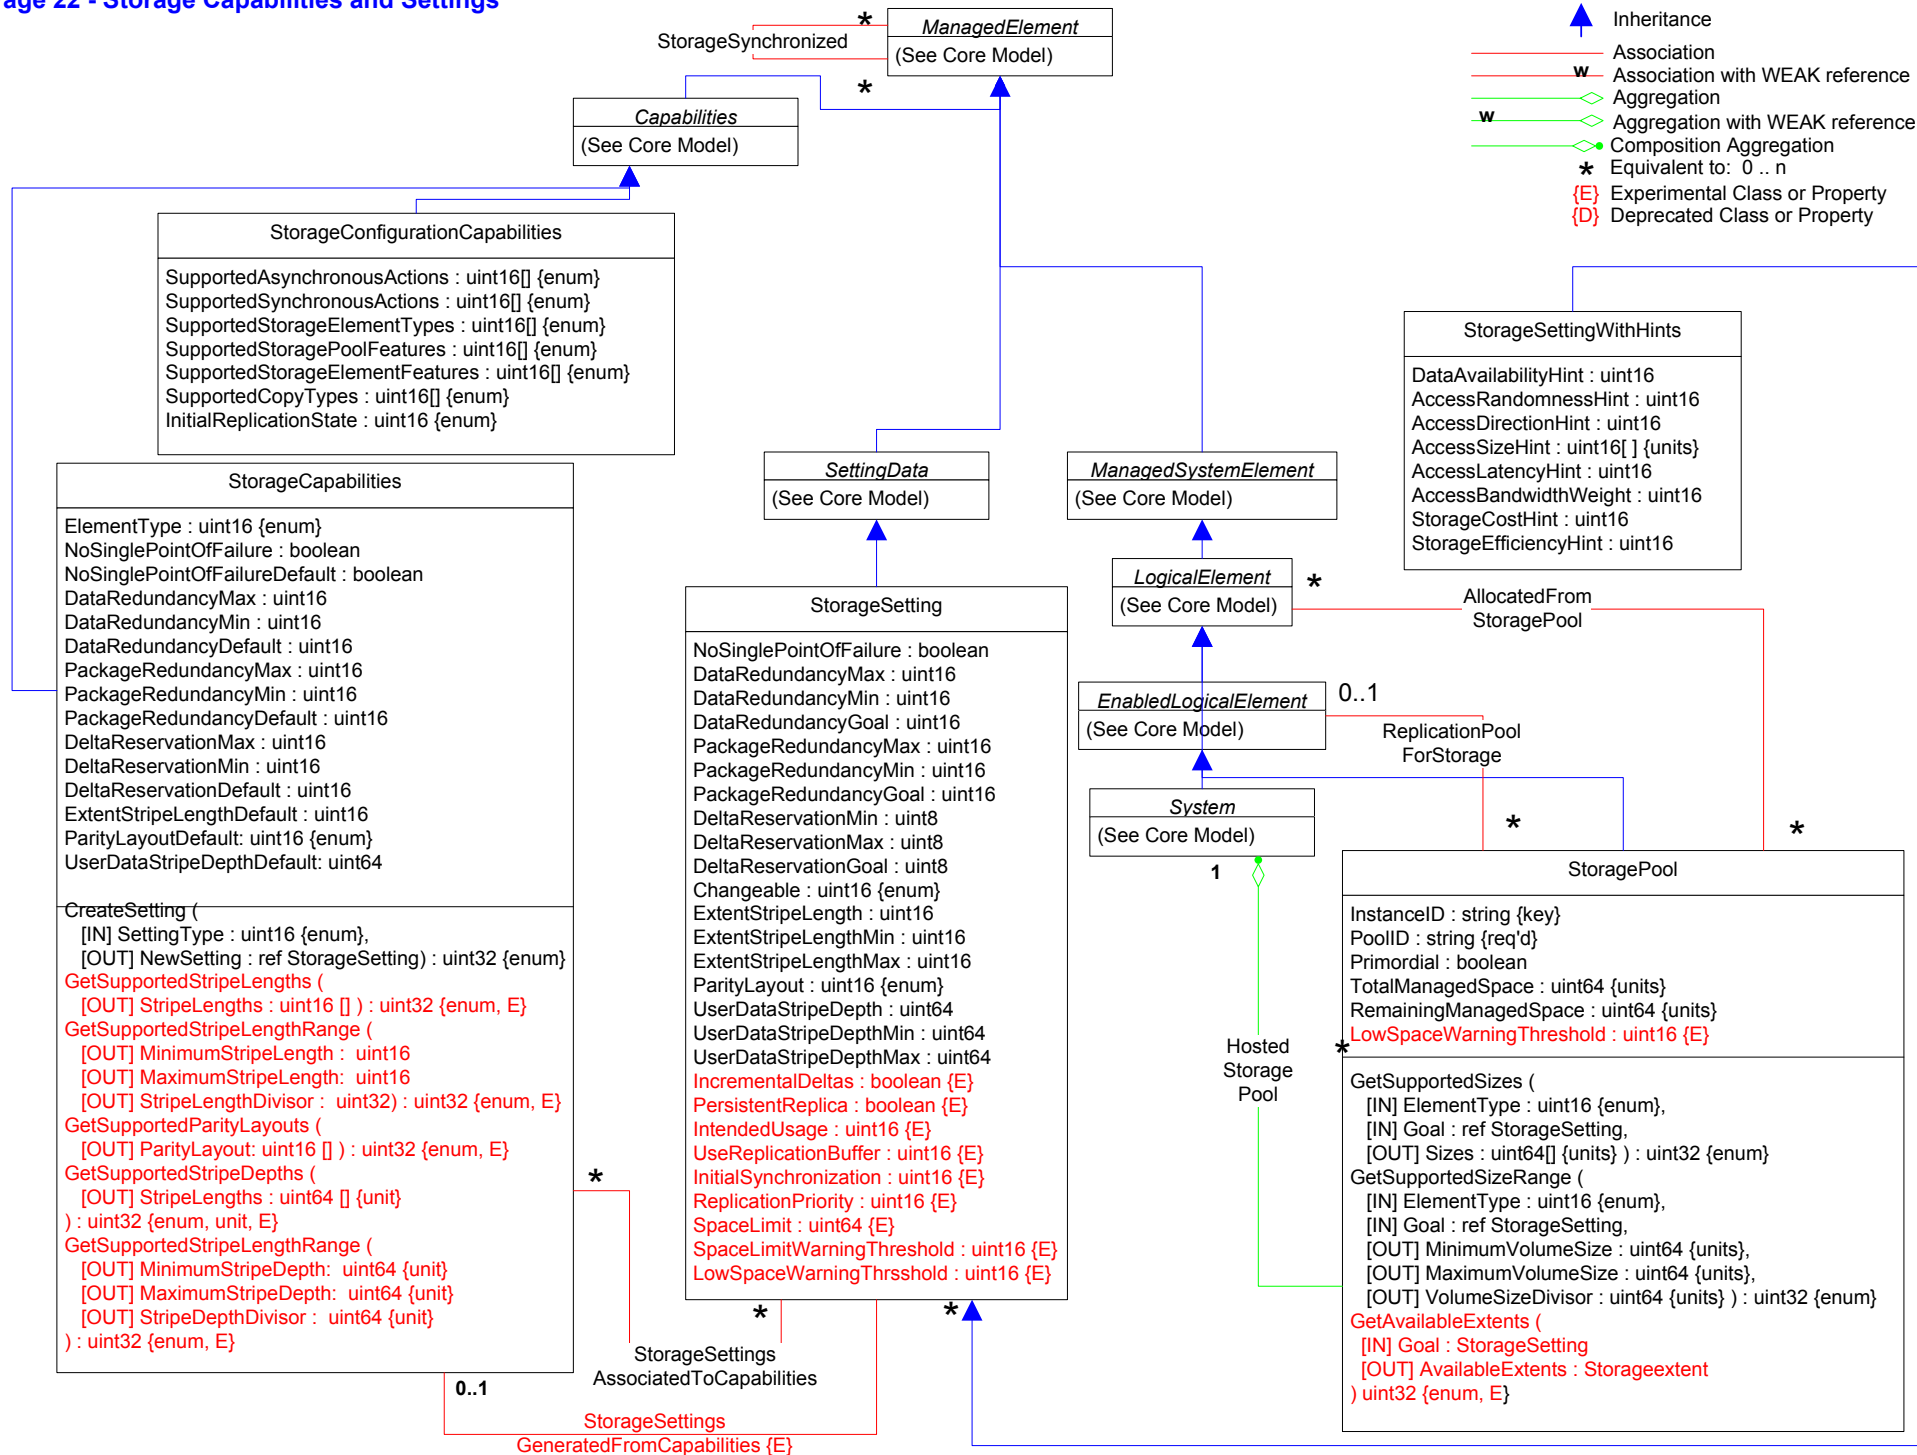 age 22 - Storage Capabilities and Settings
Inheritance
Association
w Association with WEAK reference
Aggregation
w Aggregation with WEAK reference
Composition Aggregation
* Equivalent to: 0 .. n
{E} Experimental Class or Property
{D} Deprecated Class or Property
*
StorageSynchronized
*
ManagedElement
(See Core Model)
Capabilities
(See Core Model)
StorageConfigurationCapabilities
SupportedAsynchronousActions : uint16[] {enum}
SupportedSynchronousActions : uint16[] {enum}
SupportedStorageElementTypes : uint16[] {enum}
SupportedStoragePoolFeatures : uint16[] {enum}
SupportedStorageElementFeatures : uint16[] {enum}
SupportedCopyTypes : uint16[] {enum}
InitialReplicationState : uint16 {enum}
StorageSettingWithHints
DataAvailabilityHint : uint16
AccessRandomnessHint : uint16
AccessDirectionHint : uint16
AccessSizeHint : uint16[ ] {units}
AccessLatencyHint : uint16
AccessBandwidthWeight : uint16
StorageCostHint : uint16
StorageEfficiencyHint : uint16
StorageCapabilities
ElementType : uint16 {enum}
NoSinglePointOfFailure : boolean
NoSinglePointOfFailureDefault : boolean
DataRedundancyMax : uint16
DataRedundancyMin : uint16
DataRedundancyDefault : uint16
PackageRedundancyMax : uint16
PackageRedundancyMin : uint16
PackageRedundancyDefault : uint16
DeltaReservationMax : uint16
DeltaReservationMin : uint16
DeltaReservationDefault : uint16
ExtentStripeLengthDefault : uint16
ParityLayoutDefault: uint16 {enum}
UserDataStripeDepthDefault: uint64
CreateSetting (
[IN] SettingType : uint16 {enum},
[OUT] NewSetting : ref StorageSetting) : uint32 {enum}
GetSupportedStripeLengths (
[OUT] StripeLengths : uint16 [] ) : uint32 {enum, E}
GetSupportedStripeLengthRange (
[OUT] MinimumStripeLength : uint16
[OUT] MaximumStripeLength: uint16
[OUT] StripeLengthDivisor : uint32) : uint32 {enum, E}
GetSupportedParityLayouts (
[OUT] ParityLayout: uint16 [] ) : uint32 {enum, E}
GetSupportedStripeDepths (
[OUT] StripeLengths : uint64 [] {unit}
) : uint32 {enum, unit, E}
GetSupportedStripeLengthRange (
[OUT] MinimumStripeDepth: uint64 {unit}
[OUT] MaximumStripeDepth: uint64 {unit}
[OUT] StripeDepthDivisor : uint64 {unit}
) : uint32 {enum, E}
SettingData
(See Core Model)
StorageSetting
NoSinglePointOfFailure : boolean
DataRedundancyMax : uint16
DataRedundancyMin : uint16
DataRedundancyGoal : uint16
PackageRedundancyMax : uint16
PackageRedundancyMin : uint16
PackageRedundancyGoal : uint16
DeltaReservationMin : uint8
DeltaReservationMax : uint8
DeltaReservationGoal : uint8
Changeable : uint16 {enum}
ExtentStripeLength : uint16
ExtentStripeLengthMin : uint16
ExtentStripeLengthMax : uint16
ParityLayout : uint16 {enum}
UserDataStripeDepth : uint64
UserDataStripeDepthMin : uint64
UserDataStripeDepthMax : uint64
IncrementalDeltas : boolean {E}
PersistentReplica : boolean {E}
IntendedUsage : uint16 {E}
UseReplicationBuffer : uint16 {E}
InitialSynchronization : uint16 {E}
ReplicationPriority : uint16 {E}
SpaceLimit : uint64 {E}
SpaceLimitWarningThreshold : uint16 {E}
LowSpaceWarningThrsshold : uint16 {E}
ManagedSystemElement
(See Core Model)
LogicalElement
(See Core Model)
*
AllocatedFrom
StoragePool
*
EnabledLogicalElement
(See Core Model)
0..1
ReplicationPool
ForStorage
*
System
(See Core Model)
1
Hosted
Storage
Pool
*
StoragePool
InstanceID : string {key}
PoolID : string {req'd}
Primordial : boolean
TotalManagedSpace : uint64 {units}
RemainingManagedSpace : uint64 {units}
LowSpaceWarningThreshold : uint16 {E}
GetSupportedSizes (
[IN] ElementType : uint16 {enum},
[IN] Goal : ref StorageSetting,
[OUT] Sizes : uint64[] {units} ) : uint32 {enum}
GetSupportedSizeRange (
[IN] ElementType : uint16 {enum},
[IN] Goal : ref StorageSetting,
[OUT] MinimumVolumeSize : uint64 {units},
[OUT] MaximumVolumeSize : uint64 {units},
[OUT] VolumeSizeDivisor : uint64 {units} ) : uint32 {enum}
GetAvailableExtents (
[IN] Goal : StorageSetting
[OUT] AvailableExtents : Storageextent
) uint32 {enum, E}
*
*
*
StorageSettings
AssociatedToCapabilities
0..1
StorageSettings
GeneratedFromCapabilities {E}